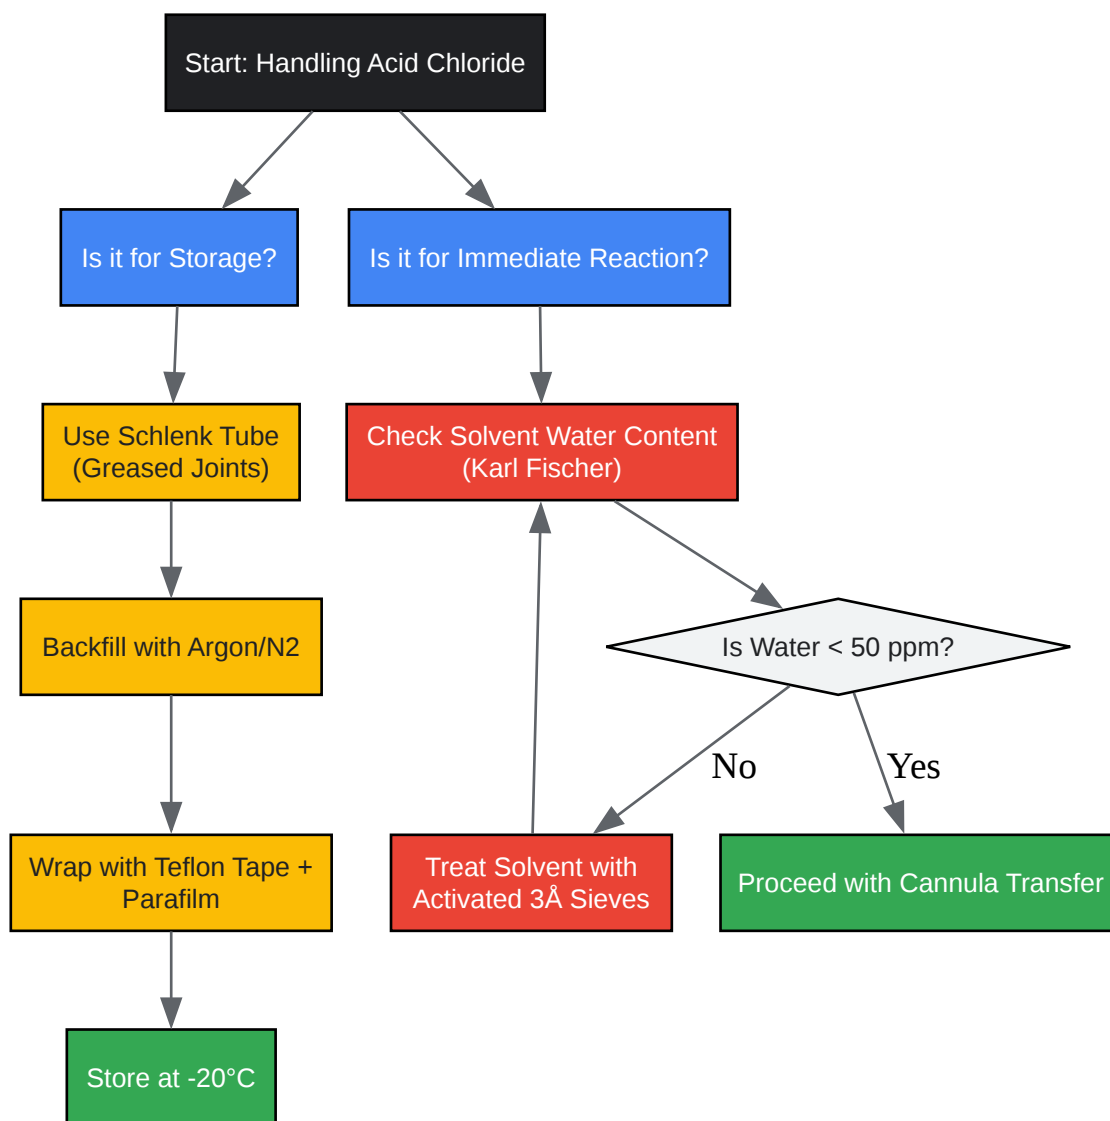 Start: Handling Acid Chloride
Is it for Storage?
Is it for Immediate Reaction?
Use Schlenk Tube
(Greased Joints)
Check Solvent Water Content
(Karl Fischer)
Backfill with Argon/N2
Is Water < 50 ppm?
No
Yes
Wrap with Teflon Tape +
Parafilm
Treat Solvent with
Activated 3Å Sieves
Proceed with Cannula Transfer
Store at -20°C